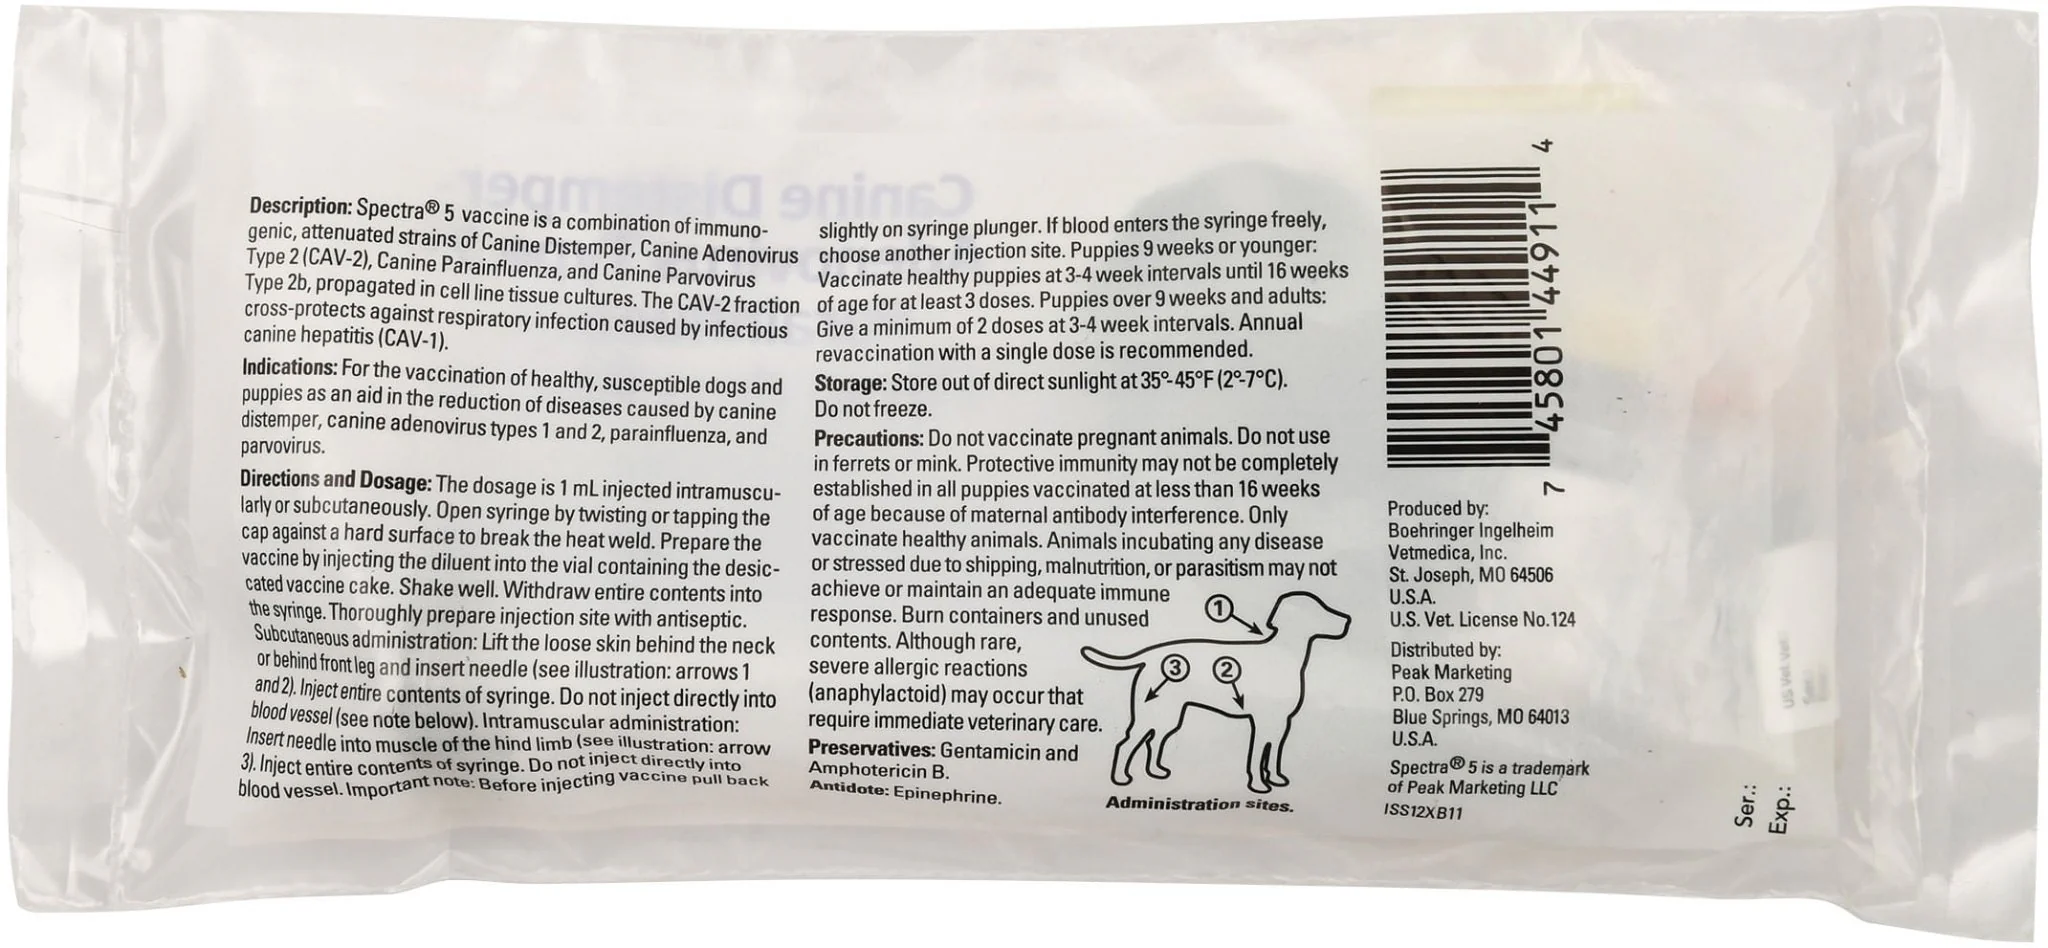 Description: Spectra® 5 vaccine is a combination of immuno-
genic, attenuated strains of Canine Distemper, Canine Adenovirus
Type 2 (CAV-2), Canine Parainfluenza, and Canine Parvovirus
Type 2b, propagated in cell line tissue cultures. The CAV-2 fraction
cross-protects against respiratory infection caused by infectious
canine hepatitis (CAV-1).
Indications: For the vaccination of healthy, susceptible dogs and
puppies as an aid in the reduction of diseases caused by canine
distemper, canine adenovirus types 1 and 2, parainfluenza, and
parvovirus.
Directions and Dosage: The dosage is 1 mL injected intramuscu-
larly or subcutaneously. Open syringe by twisting or tapping the
cap against a hard surface to break the heat weld. Prepare the
vaccine by injecting the diluent into the vial containing the desic-
cated vaccine cake. Shake well. Withdraw entire contents into
the syringe. Thoroughly prepare injection site with antiseptic.
Subcutaneous administration: Lift the loose skin behind the neck
or behind front leg and insert needle (see illustration: arrows 1
and 2). Inject entire contents of syringe. Do not inject directly into
blood vessel (see note below). Intramuscular administration:
Insert needle into muscle of the hind limb (see illustration: arrow
3). Inject entire contents of syringe. Do not inject directly into
blood vessel. Important note: Before injecting vaccine pull back
slightly on syringe plunger. If blood enters the syringe freely,
choose another injection site. Puppies 9 weeks or younger:
Vaccinate healthy puppies at 3-4 week intervals until 16 weeks
of age for at least 3 doses. Puppies over 9 weeks and adults:
Give a minimum of 2 doses at 3-4 week intervals. Annual
revaccination with a single dose is recommended.
Storage: Store out of direct sunlight at 35°-45°F (2°-7°C).
Do not freeze.
Precautions: Do not vaccinate pregnant animals. Do not use
in ferrets or mink. Protective immunity may not be completely
established in all puppies vaccinated at less than 16 weeks
of age because of maternal antibody interference. Only
vaccinate healthy animals. Animals incubating any disease
or stressed due to shipping, malnutrition, or parasitism may not
achieve or maintain an adequate immune
response. Burn containers and unused
contents. Although rare,
severe allergic reactions
(anaphylactoid) may occur that
require immediate veterinary care.
Preservatives: Gentamicin and
Amphotericin B.
Antidote: Epinephrine.
1
3 2
Administration sites.
7 45801 44911 4
Produced by:
Boehringer Ingelheim
Vetmedica, Inc.
St. Joseph, MO 64506
U.S.A.
U.S. Vet. License No.124
Distributed by:
Peak Marketing
P.O. Box 279
Blue Springs, MO 64013
U.S.A.
Spectra® 5 is a trademark
of Peak Marketing LLC
ISS12XB11
Ser.:
Exp.:
Canine Distemper